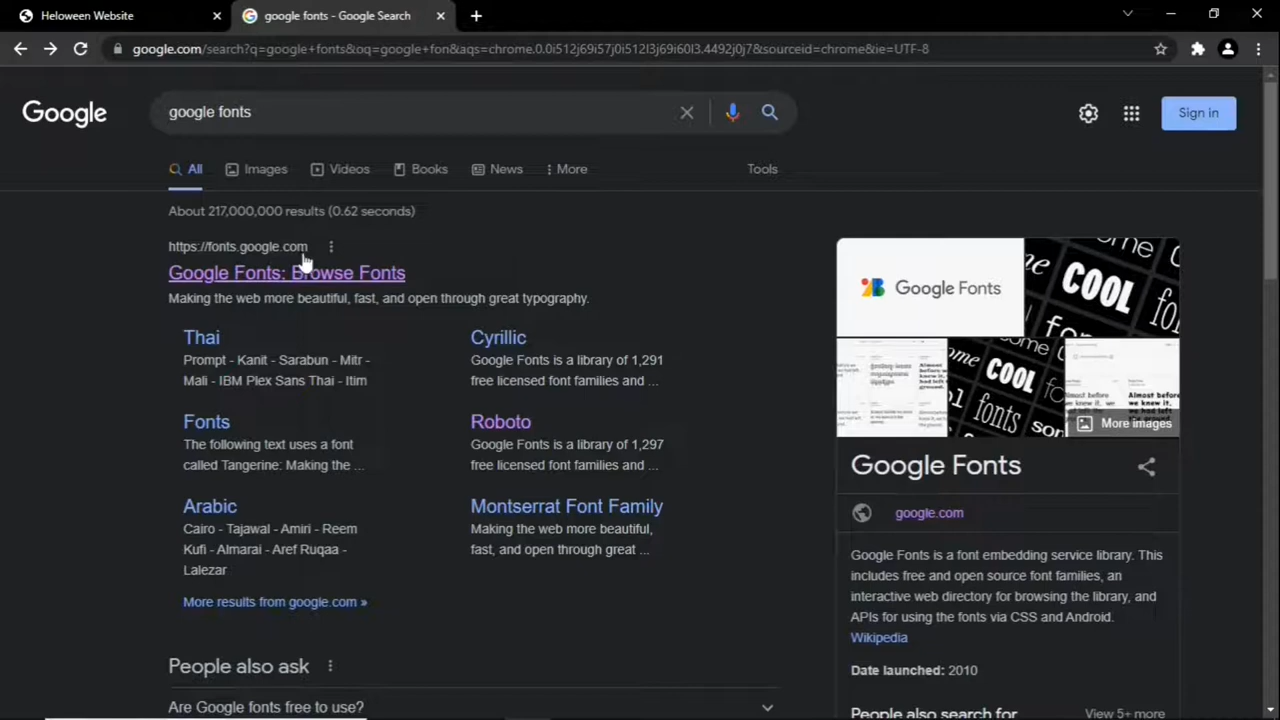 Heloween Website
google fonts - Google Search
google.com/search?q=google+fonts&oq=google+fon&aqs=chrome.0.0i512j69i57j0i512l3j69i60l3.4492j0j7&sourceid=chrome&ie=UTF-8
Google
google fonts
Sign in
All
Images
Videos
Books
News
More
Tools
About 217,000,000 results (0.62 seconds)
https://fonts.google.com
Google Fonts: Browse Fonts
Making the web more beautiful, fast, and open through great typography.
Thai
Prompt - Kanit - Sarabun - Mitr -
Mali - IBM Plex Sans Thai - Itim
Cyrillic
Google Fonts is a library of 1,291
free licensed font families and ...
Fonts
The following text uses a font
called Tangerine: Making the ...
Roboto
Google Fonts is a library of 1,297
free licensed font families and ...
Arabic
Cairo - Tajawal - Amiri - Reem
Kufi - Almarai - Aref Ruqaa -
Lalezar
Montserrat Font Family
Making the web more beautiful,
fast, and open through great ...
More results from google.com »
People also ask
Are Google fonts free to use?
Google Fonts
COOL
COOL
fonts
Almost before
we knew it, we
had left the
ground.
More images
Google Fonts
google.com
Google Fonts is a font embedding service library. This
includes free and open source font families, an
interactive web directory for browsing the library, and
APIs for using the fonts via CSS and Android.
Wikipedia
Date launched: 2010
People also search for
View 5+ more